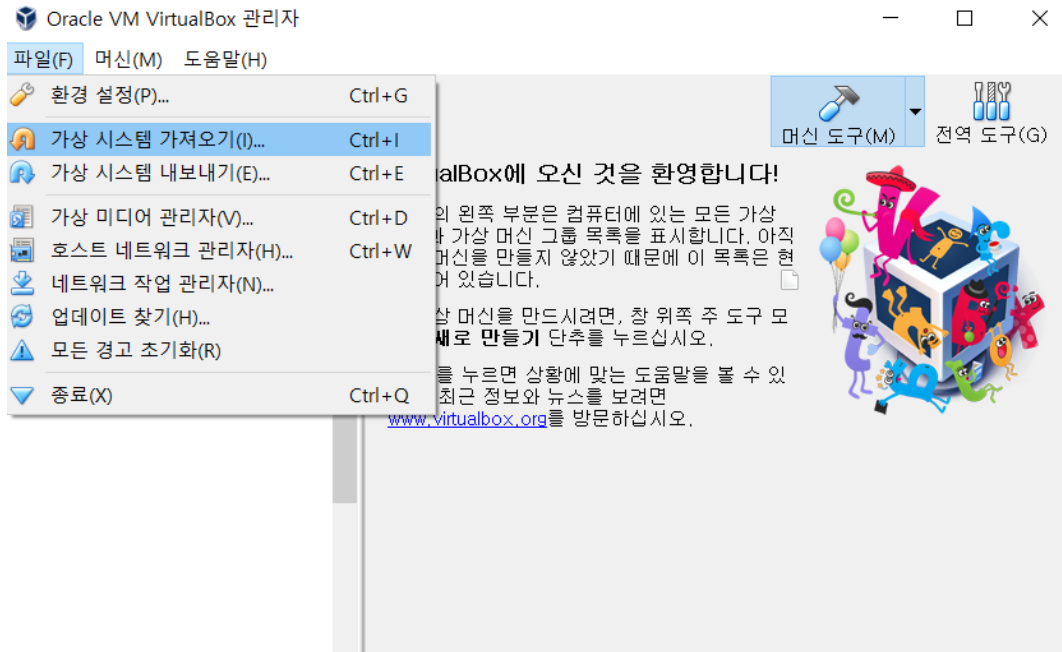 Oracle VM VirtualBox 관리자
파일(F) 머신(M) 도움말(H)
환경 설정(P)... Ctrl+G
가상 시스템 가져오기(I)... Ctrl+I
가상 시스템 내보내기(E)... Ctrl+E
가상 미디어 관리자(V)... Ctrl+D
호스트 네트워크 관리자(H)... Ctrl+W
네트워크 작업 관리자(N)...
업데이트 찾기(H)...
모든 경고 초기화(R)
종료(X) Ctrl+Q
머신 도구(M) 전역 도구(G)
alBox에 오신 것을 환영합니다!
의 왼쪽 부분은 컴퓨터에 있는 모든 가상
가상 머신 그룹 목록을 표시합니다. 아직
머신을 만들지 않았기 때문에 이 목록은 현
어 있습니다.
상 머신을 만드시려면, 창 위쪽 주 도구 모
새로 만들기 단추를 누르십시오.
를 누르면 상황에 맞는 도움말을 볼 수 있
최근 정보와 뉴스를 보려면
www.virtualbox.org를 방문하십시오.